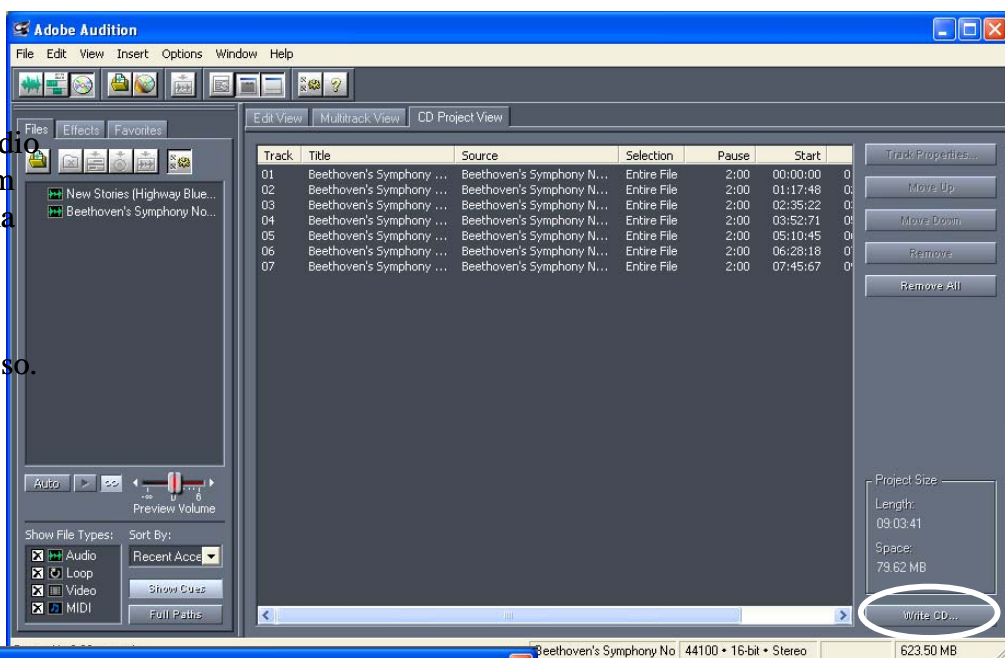 Adobe Audition
File Edit View Insert Options Window Help
dio
m
a
so.
Files Effects Favorites
New Stories (Highway Blue...
Beethoven's Symphony No...
Auto
-∞ 0 6
Preview Volume
Show File Types: Sort By:
Audio Recent Acce
Loop
Video Show Cues
MIDI Full Paths
Edit View Multitrack View CD Project View
Track Title Source Selection Pause Start
01 Beethoven's Symphony ... Beethoven's Symphony N... Entire File 2:00 00:00:00 0
02 Beethoven's Symphony ... Beethoven's Symphony N... Entire File 2:00 01:17:48
03 Beethoven's Symphony ... Beethoven's Symphony N... Entire File 2:00 02:35:22
04 Beethoven's Symphony ... Beethoven's Symphony N... Entire File 2:00 03:52:71
05 Beethoven's Symphony ... Beethoven's Symphony N... Entire File 2:00 05:10:45
06 Beethoven's Symphony ... Beethoven's Symphony N... Entire File 2:00 06:28:18
07 Beethoven's Symphony ... Beethoven's Symphony N... Entire File 2:00 07:45:67
Track Properties...
Move Up
Move Down
Remove
Remove All
Project Size
Length:
09:03:41
Space:
79.62 MB
Write CD...
Beethoven's Symphony No 44100 • 16-bit • Stereo 623.50 MB